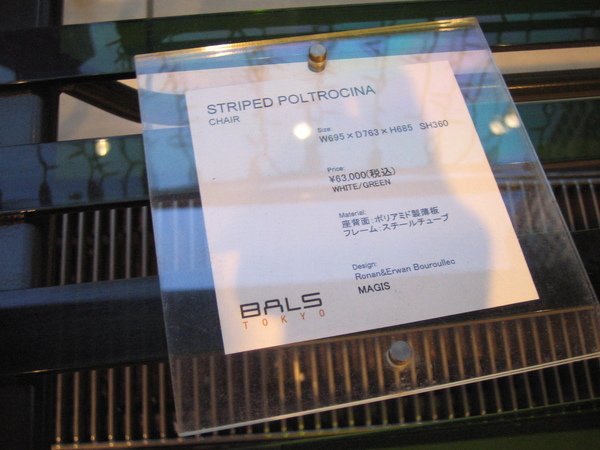 STRIPED POLTROCINA
CHAIR
Size:
W695×D763×H685 SH360
Price:
¥63,000(税込)
WHITE/GREEN
Material:
座背面:ポリアミド製薄板
フレーム:スチールチューブ
Design:
Ronan&Erwan Bouroullec
MAGIS
BALS
TOKYO